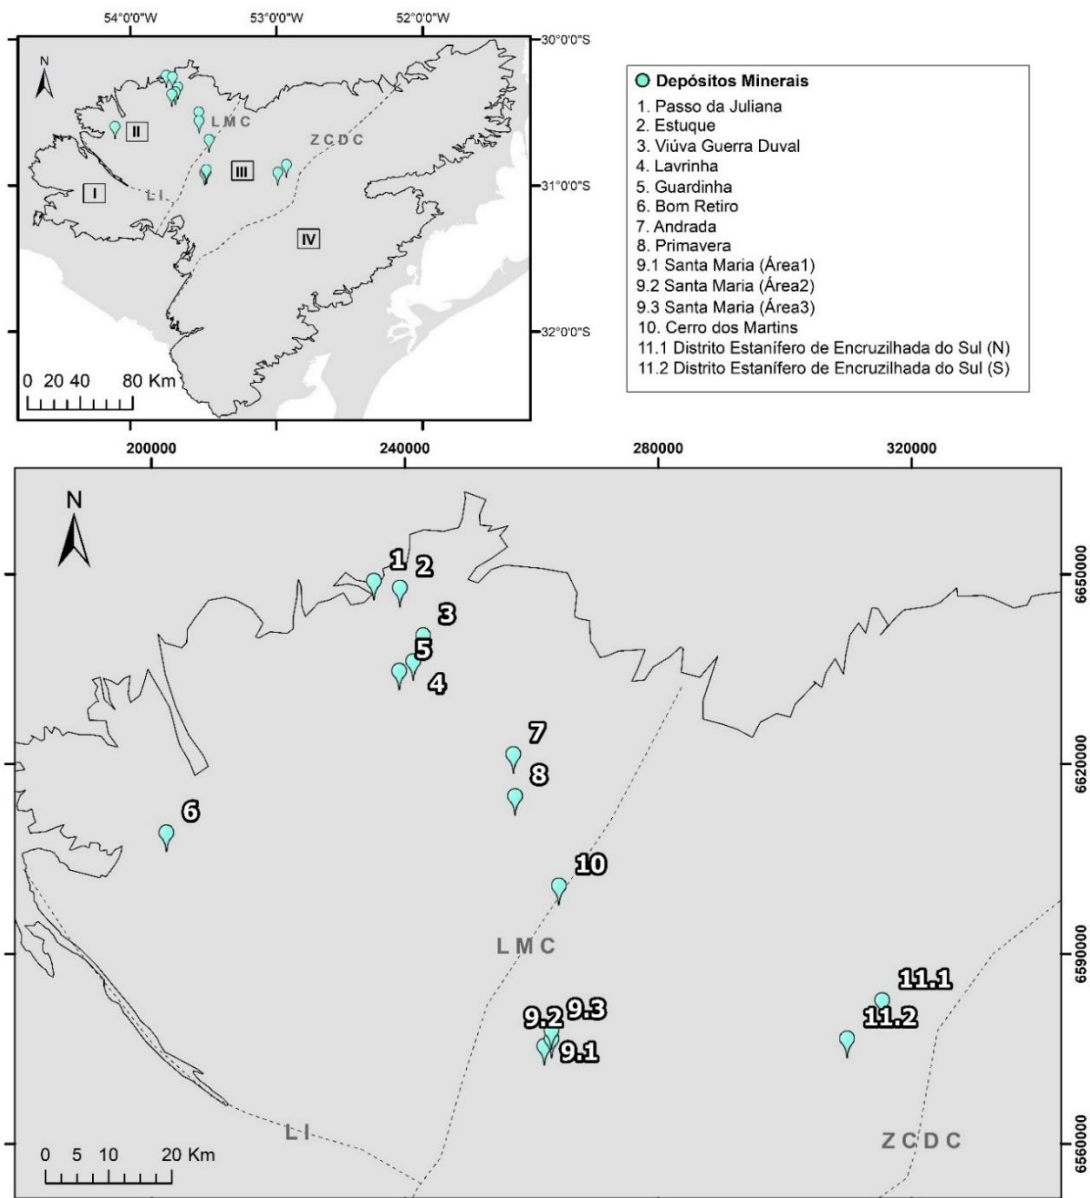 54°0'0"W 53°0'0"W 52°0'0"W
30°0'0"S
N
II
LMC
ZCDC
III
31°0'0"S
I
LI
IV
32°0'0"S
0 20 40 80 Km
Depósitos Minerais
1. Passo da Juliana
2. Estuque
3. Viúva Guerra Duval
4. Lavrinha
5. Guardinha
6. Bom Retiro
7. Andrada
8. Primavera
9.1 Santa Maria (Área1)
9.2 Santa Maria (Área2)
9.3 Santa Maria (Área3)
10. Cerro dos Martins
11.1 Distrito Estanífero de Encruzilhada do Sul (N)
11.2 Distrito Estanífero de Encruzilhada do Sul (S)
200000 240000 280000 320000
N
1 2
6650000
3
5
4
7
6620000
8
6
10
LMC
6590000
11.1
9.3
9.2
11.2
9.1
LI
ZCDC
6560000
0 5 10 20 Km